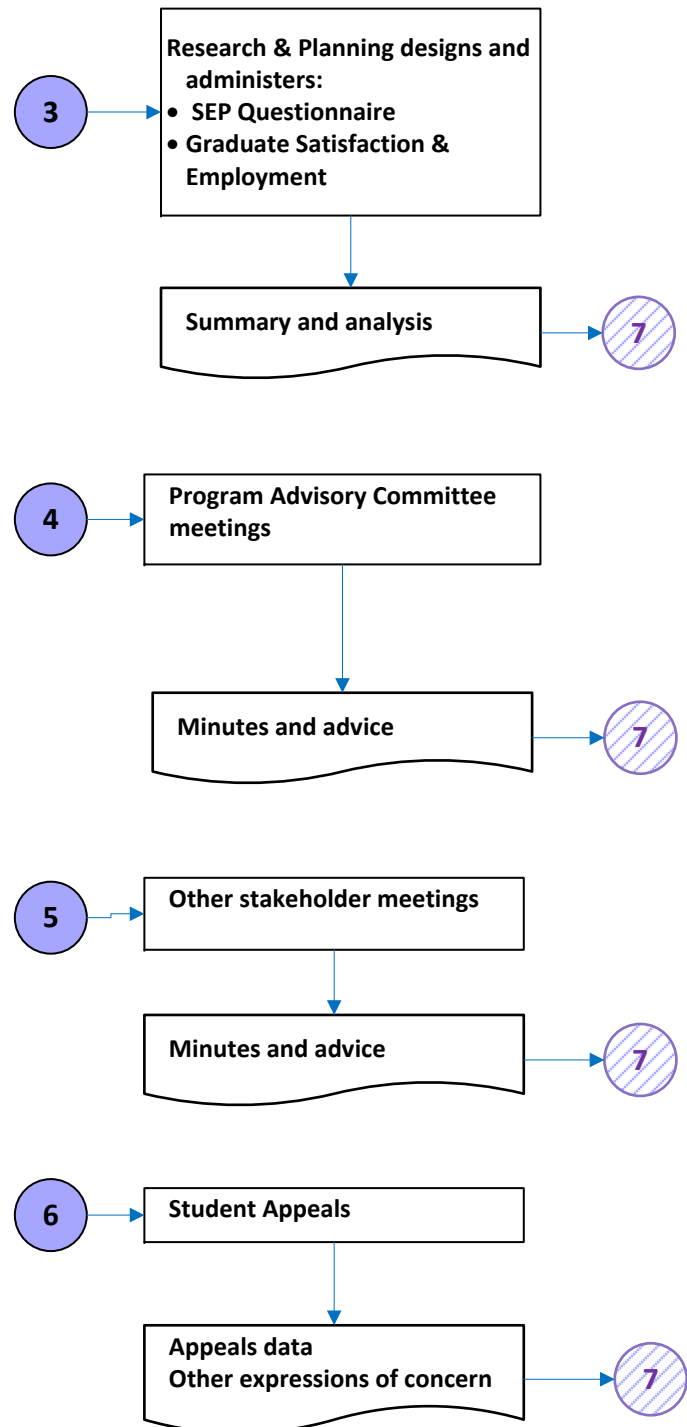 3
Research & Planning designs and
administers:
• SEP Questionnaire
• Graduate Satisfaction &
Employment
Summary and analysis
7
4
Program Advisory Committee
meetings
Minutes and advice
7
5
Other stakeholder meetings
Minutes and advice
7
6
Student Appeals
Appeals data
Other expressions of concern
7